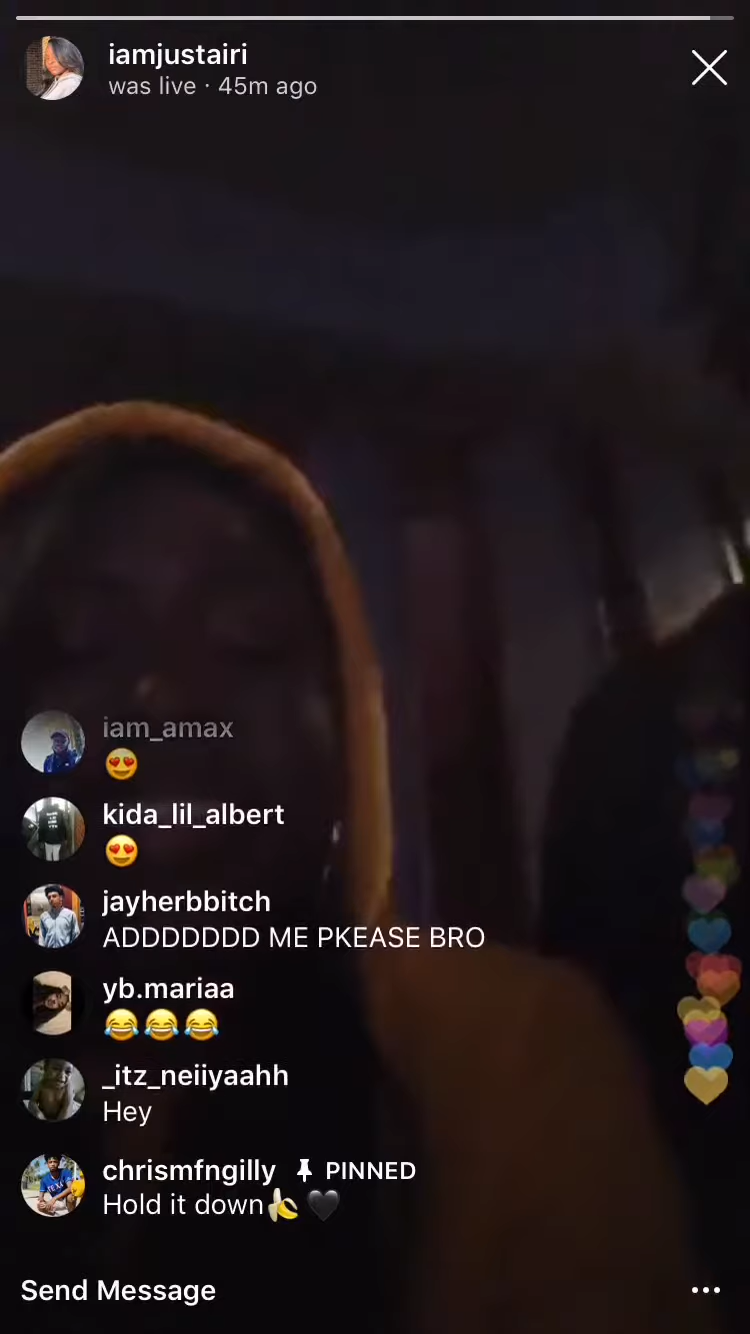 iamjustairi
was live · 45m ago
iam_amax
😍
kida_lil_albert
😍
jayherbbitch
ADDDDDDD ME PKEASE BRO
yb.mariaa
😂😂😂
_itz_neiiyaahh
Hey
chrismfngilly 📌 PINNED
Hold it down🍌🖤
Send Message